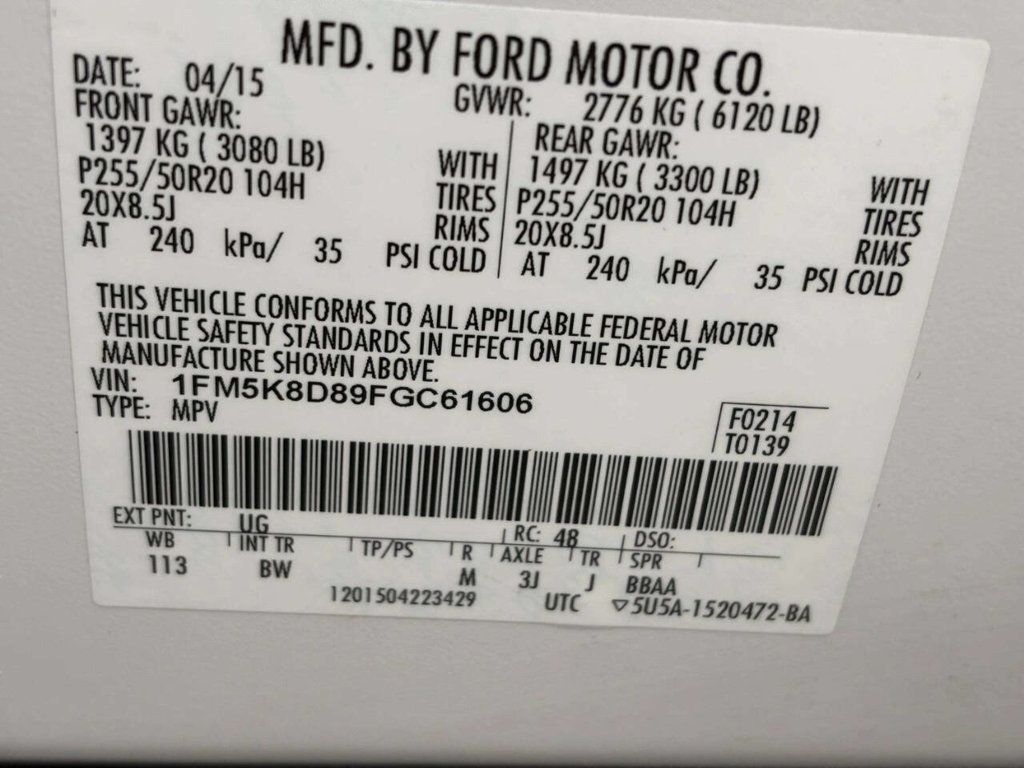 MFD. BY FORD MOTOR CO.
DATE: 04/15 GVWR: 2776 KG ( 6120 LB)
FRONT GAWR: REAR GAWR:
1397 KG ( 3080 LB) WITH 1497 KG ( 3300 LB) WITH
P255/50R20 104H TIRES P255/50R20 104H TIRES
20X8.5J RIMS 20X8.5J RIMS
AT 240 kPa/ 35 PSI COLD AT 240 kPa/ 35 PSI COLD
THIS VEHICLE CONFORMS TO ALL APPLICABLE FEDERAL MOTOR
VEHICLE SAFETY STANDARDS IN EFFECT ON THE DATE OF
MANUFACTURE SHOWN ABOVE.
VIN: 1FM5K8D89FGC61606
TYPE: MPV
F0214
T0139
EXT PNT: UG RC: 48 DSO:
WB INT TR TP/PS R AXLE TR SPR
113 BW M 3J J BBAA
1201504223429 UTC ▽5U5A-1520472-BA